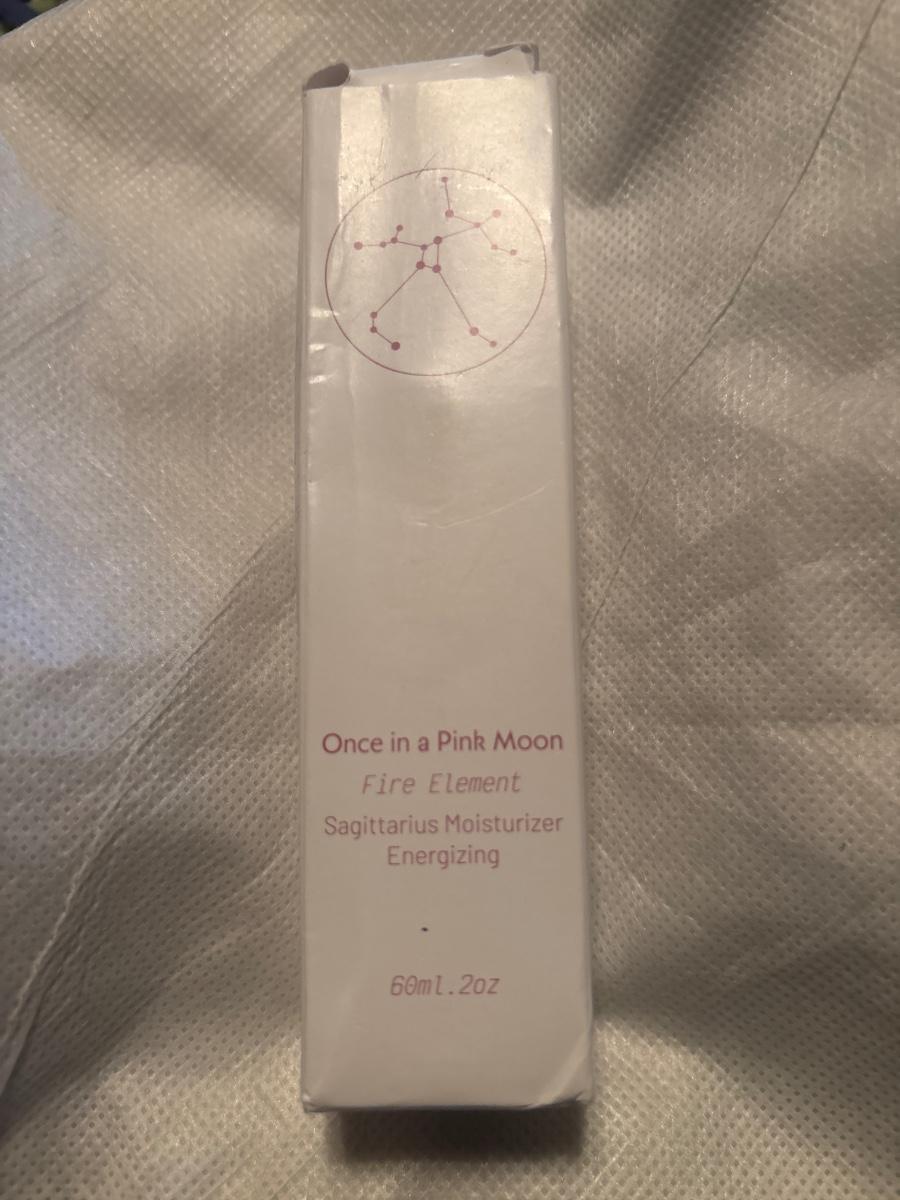 Once in a Pink Moon
Fire Element
Sagittarius Moisturizer
Energizing
60ml.2oz